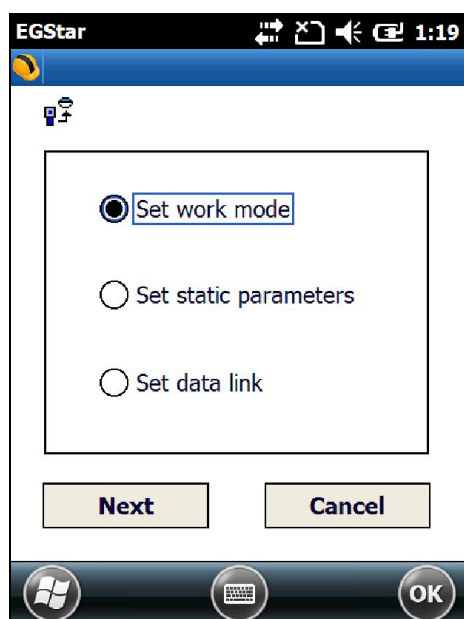 EGStar 1:19
Set work mode
Set static parameters
Set data link
Next Cancel
OK